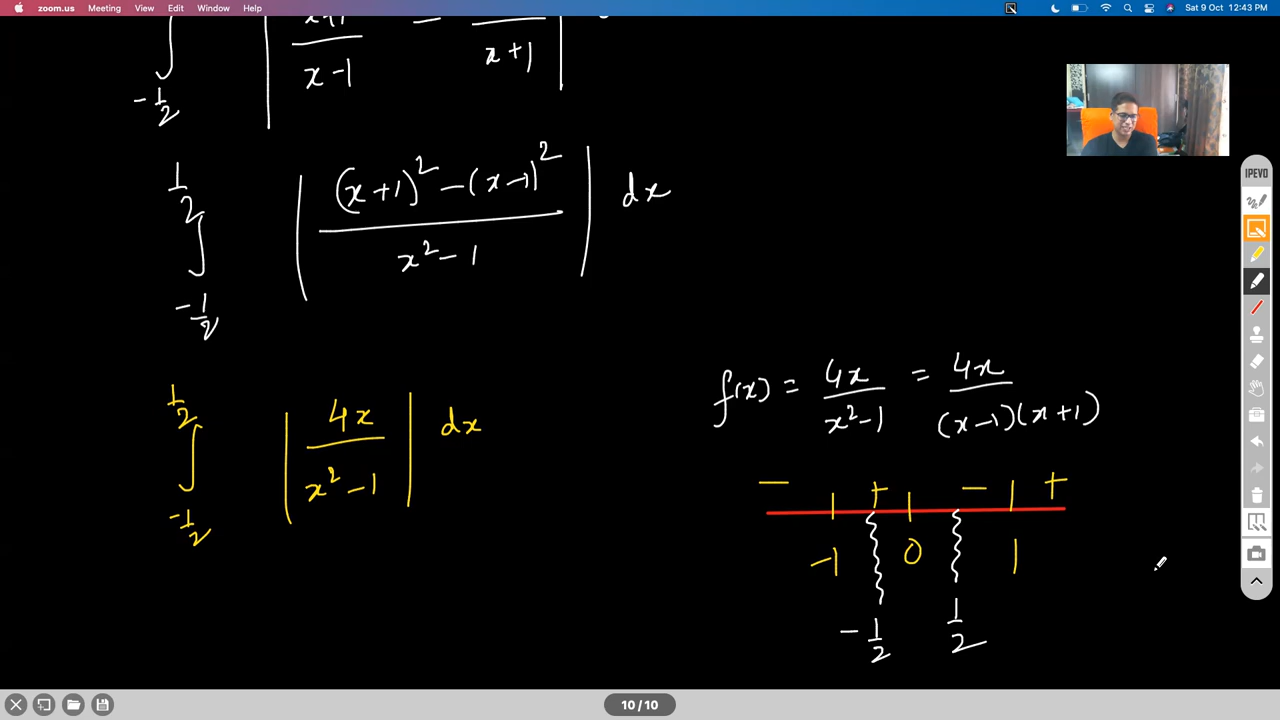 zoom.us Meeting View Edit Window Help Sat 9 Oct 12:43 PM
∫ -1/2 | x+1/x-1 - /x+1 |
∫ -1/2 1/2 | (x+1)² - (x-1)² / x² - 1 | dx
f(x) = 4x / x²-1 = 4x / (x-1)(x+1)
∫ -1/2 1/2 | 4x / x² - 1 | dx
- + - +
-1 0 1
-1/2 1/2
IPEVO
10/10